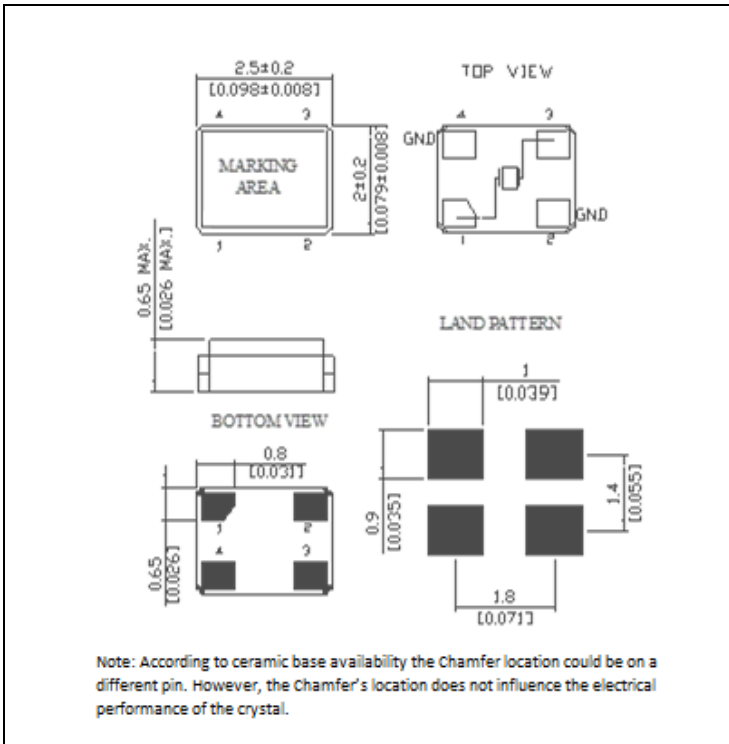 2.5±0.2
[0.098±0.008]
TOP VIEW
4 3
4 3
GND
MARKING
AREA
2±0.2
[0.079±0.008]
GND
1 2
1 2
0.65 MAX.
[0.026 MAX.]
LAND PATTERN
1
[0.039]
BOTTOM VIEW
0.8
[0.031]
1 2
4 3
0.65
[0.026]
0.9
[0.035]
1.4
[0.055]
1.8
[0.071]
Note: According to ceramic base availability the Chamfer location could be on a
different pin. However, the Chamfer's location does not influence the electrical
performance of the crystal.